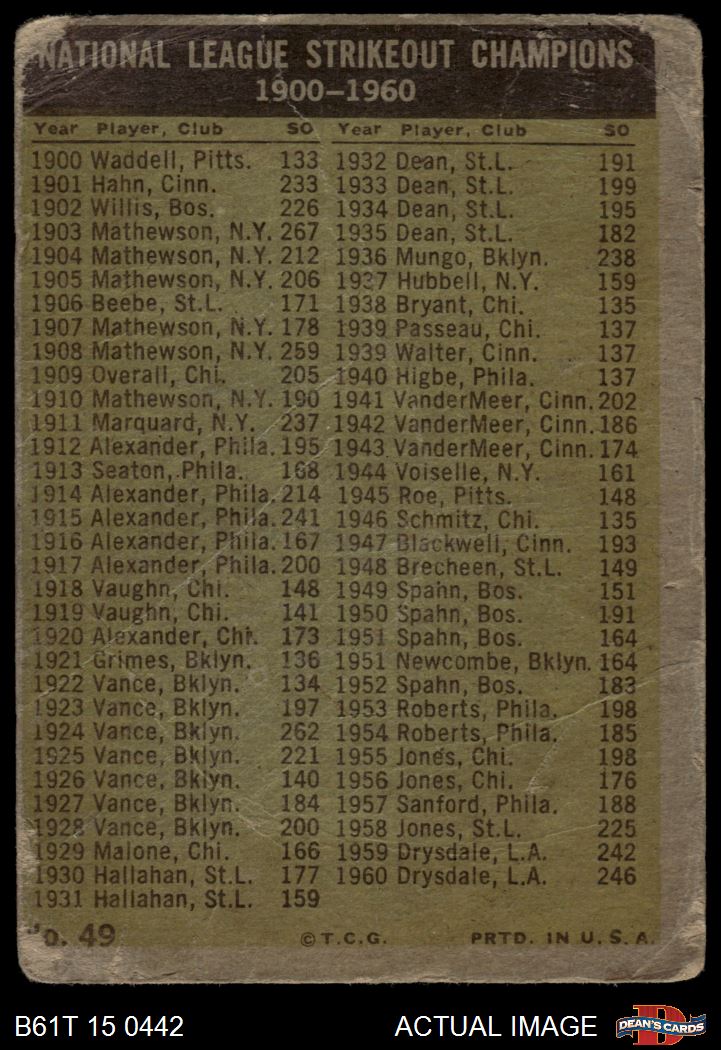 NATIONAL LEAGUE STRIKEOUT CHAMPIONS
1900–1960
Year Player, Club SO
1900 Waddell, Pitts. 133
1901 Hahn, Cinn. 233
1902 Willis, Bos. 226
1903 Mathewson, N.Y. 267
1904 Mathewson, N.Y. 212
1905 Mathewson, N.Y. 206
1906 Beebe, St.L. 171
1907 Mathewson, N.Y. 178
1908 Mathewson, N.Y. 259
1909 Overall, Chi. 205
1910 Mathewson, N.Y. 190
1911 Marquard, N.Y. 237
1912 Alexander, Phila. 195
1913 Seaton, Phila. 168
1914 Alexander, Phila. 214
1915 Alexander, Phila. 241
1916 Alexander, Phila. 167
1917 Alexander, Phila. 200
1918 Vaughn, Chi. 148
1919 Vaughn, Chi. 141
1920 Alexander, Chi. 173
1921 Grimes, Bklyn. 136
1922 Vance, Bklyn. 134
1923 Vance, Bklyn. 197
1924 Vance, Bklyn. 262
1925 Vance, Bklyn. 221
1926 Vance, Bklyn. 140
1927 Vance, Bklyn. 184
1928 Vance, Bklyn. 200
1929 Malone, Chi. 166
1930 Hallahan, St.L. 177
1931 Hallahan, St.L. 159
Year Player, Club SO
1932 Dean, St.L. 191
1933 Dean, St.L. 199
1934 Dean, St.L. 195
1935 Dean, St.L. 182
1936 Mungo, Bklyn. 238
1937 Hubbell, N.Y. 159
1938 Bryant, Chi. 135
1939 Passeau, Chi. 137
1939 Walter, Cinn. 137
1940 Higbe, Phila. 137
1941 VanderMeer, Cinn. 202
1942 VanderMeer, Cinn. 186
1943 VanderMeer, Cinn. 174
1944 Voiselle, N.Y. 161
1945 Roe, Pitts. 148
1946 Schmitz, Chi. 135
1947 Blackwell, Cinn. 193
1948 Brecheen, St.L. 149
1949 Spahn, Bos. 151
1950 Spahn, Bos. 191
1951 Spahn, Bos. 164
1951 Newcombe, Bklyn. 164
1952 Spahn, Bos. 183
1953 Roberts, Phila. 198
1954 Roberts, Phila. 185
1955 Jones, Chi. 198
1956 Jones, Chi. 176
1957 Sanford, Phila. 188
1958 Jones, St.L. 225
1959 Drysdale, L.A. 242
1960 Drysdale, L.A. 246
No. 49 © T.C.G. PRTD. IN U.S.A.
B61T 15 0442 ACTUAL IMAGE
D
DEAN'S CARDS